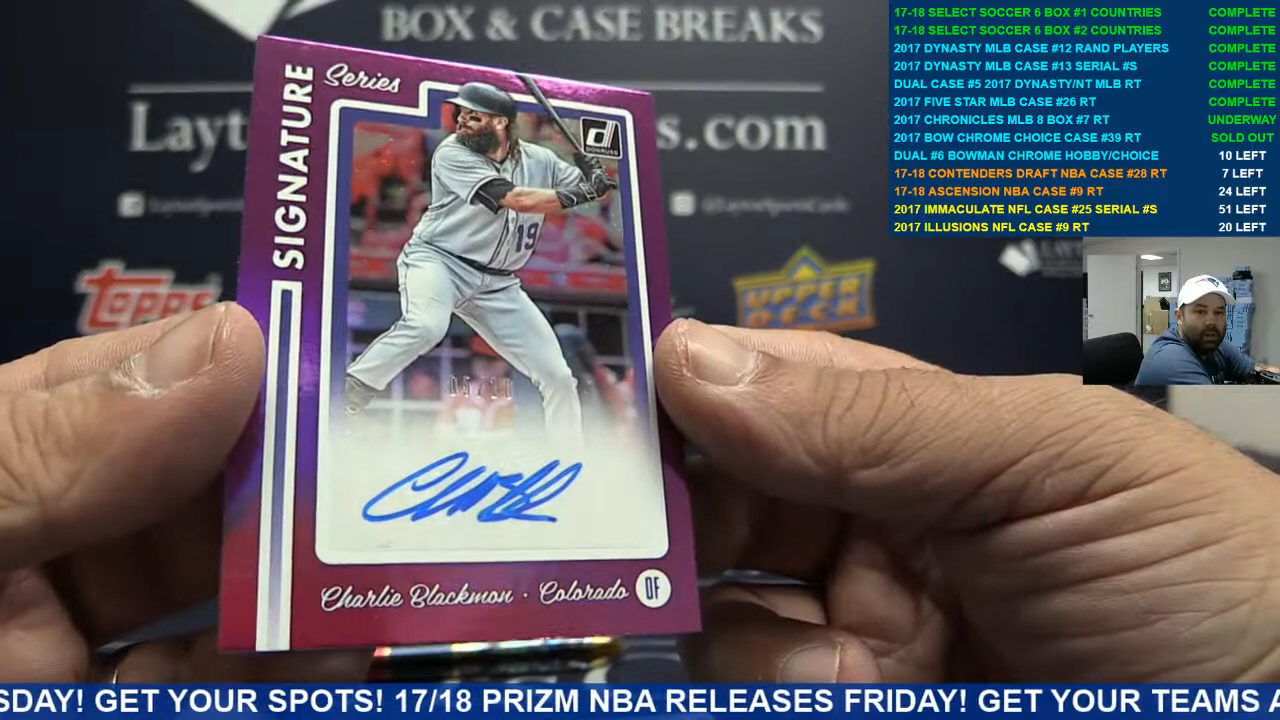 BOX & CASE BREAKS
Layt s.com
TOPPS
UPPER DECK
SIGNATURE
Series
DONRUSS
19
Charlie Blackmon · Colorado OF
17-18 SELECT SOCCER 6 BOX #1 COUNTRIES COMPLETE
17-18 SELECT SOCCER 6 BOX #2 COUNTRIES COMPLETE
2017 DYNASTY MLB CASE #12 RAND PLAYERS COMPLETE
2017 DYNASTY MLB CASE #13 SERIAL #S COMPLETE
DUAL CASE #5 2017 DYNASTY/NT MLB RT COMPLETE
2017 FIVE STAR MLB CASE #26 RT COMPLETE
2017 CHRONICLES MLB 8 BOX #7 RT UNDERWAY
2017 BOW CHROME CHOICE CASE #39 RT SOLD OUT
DUAL #6 BOWMAN CHROME HOBBY/CHOICE 10 LEFT
17-18 CONTENDERS DRAFT NBA CASE #28 RT 7 LEFT
17-18 ASCENSION NBA CASE #9 RT 24 LEFT
2017 IMMACULATE NFL CASE #25 SERIAL #S 51 LEFT
2017 ILLUSIONS NFL CASE #9 RT 20 LEFT
SDAY! GET YOUR SPOTS! 17/18 PRIZM NBA RELEASES FRIDAY! GET YOUR TEAMS A